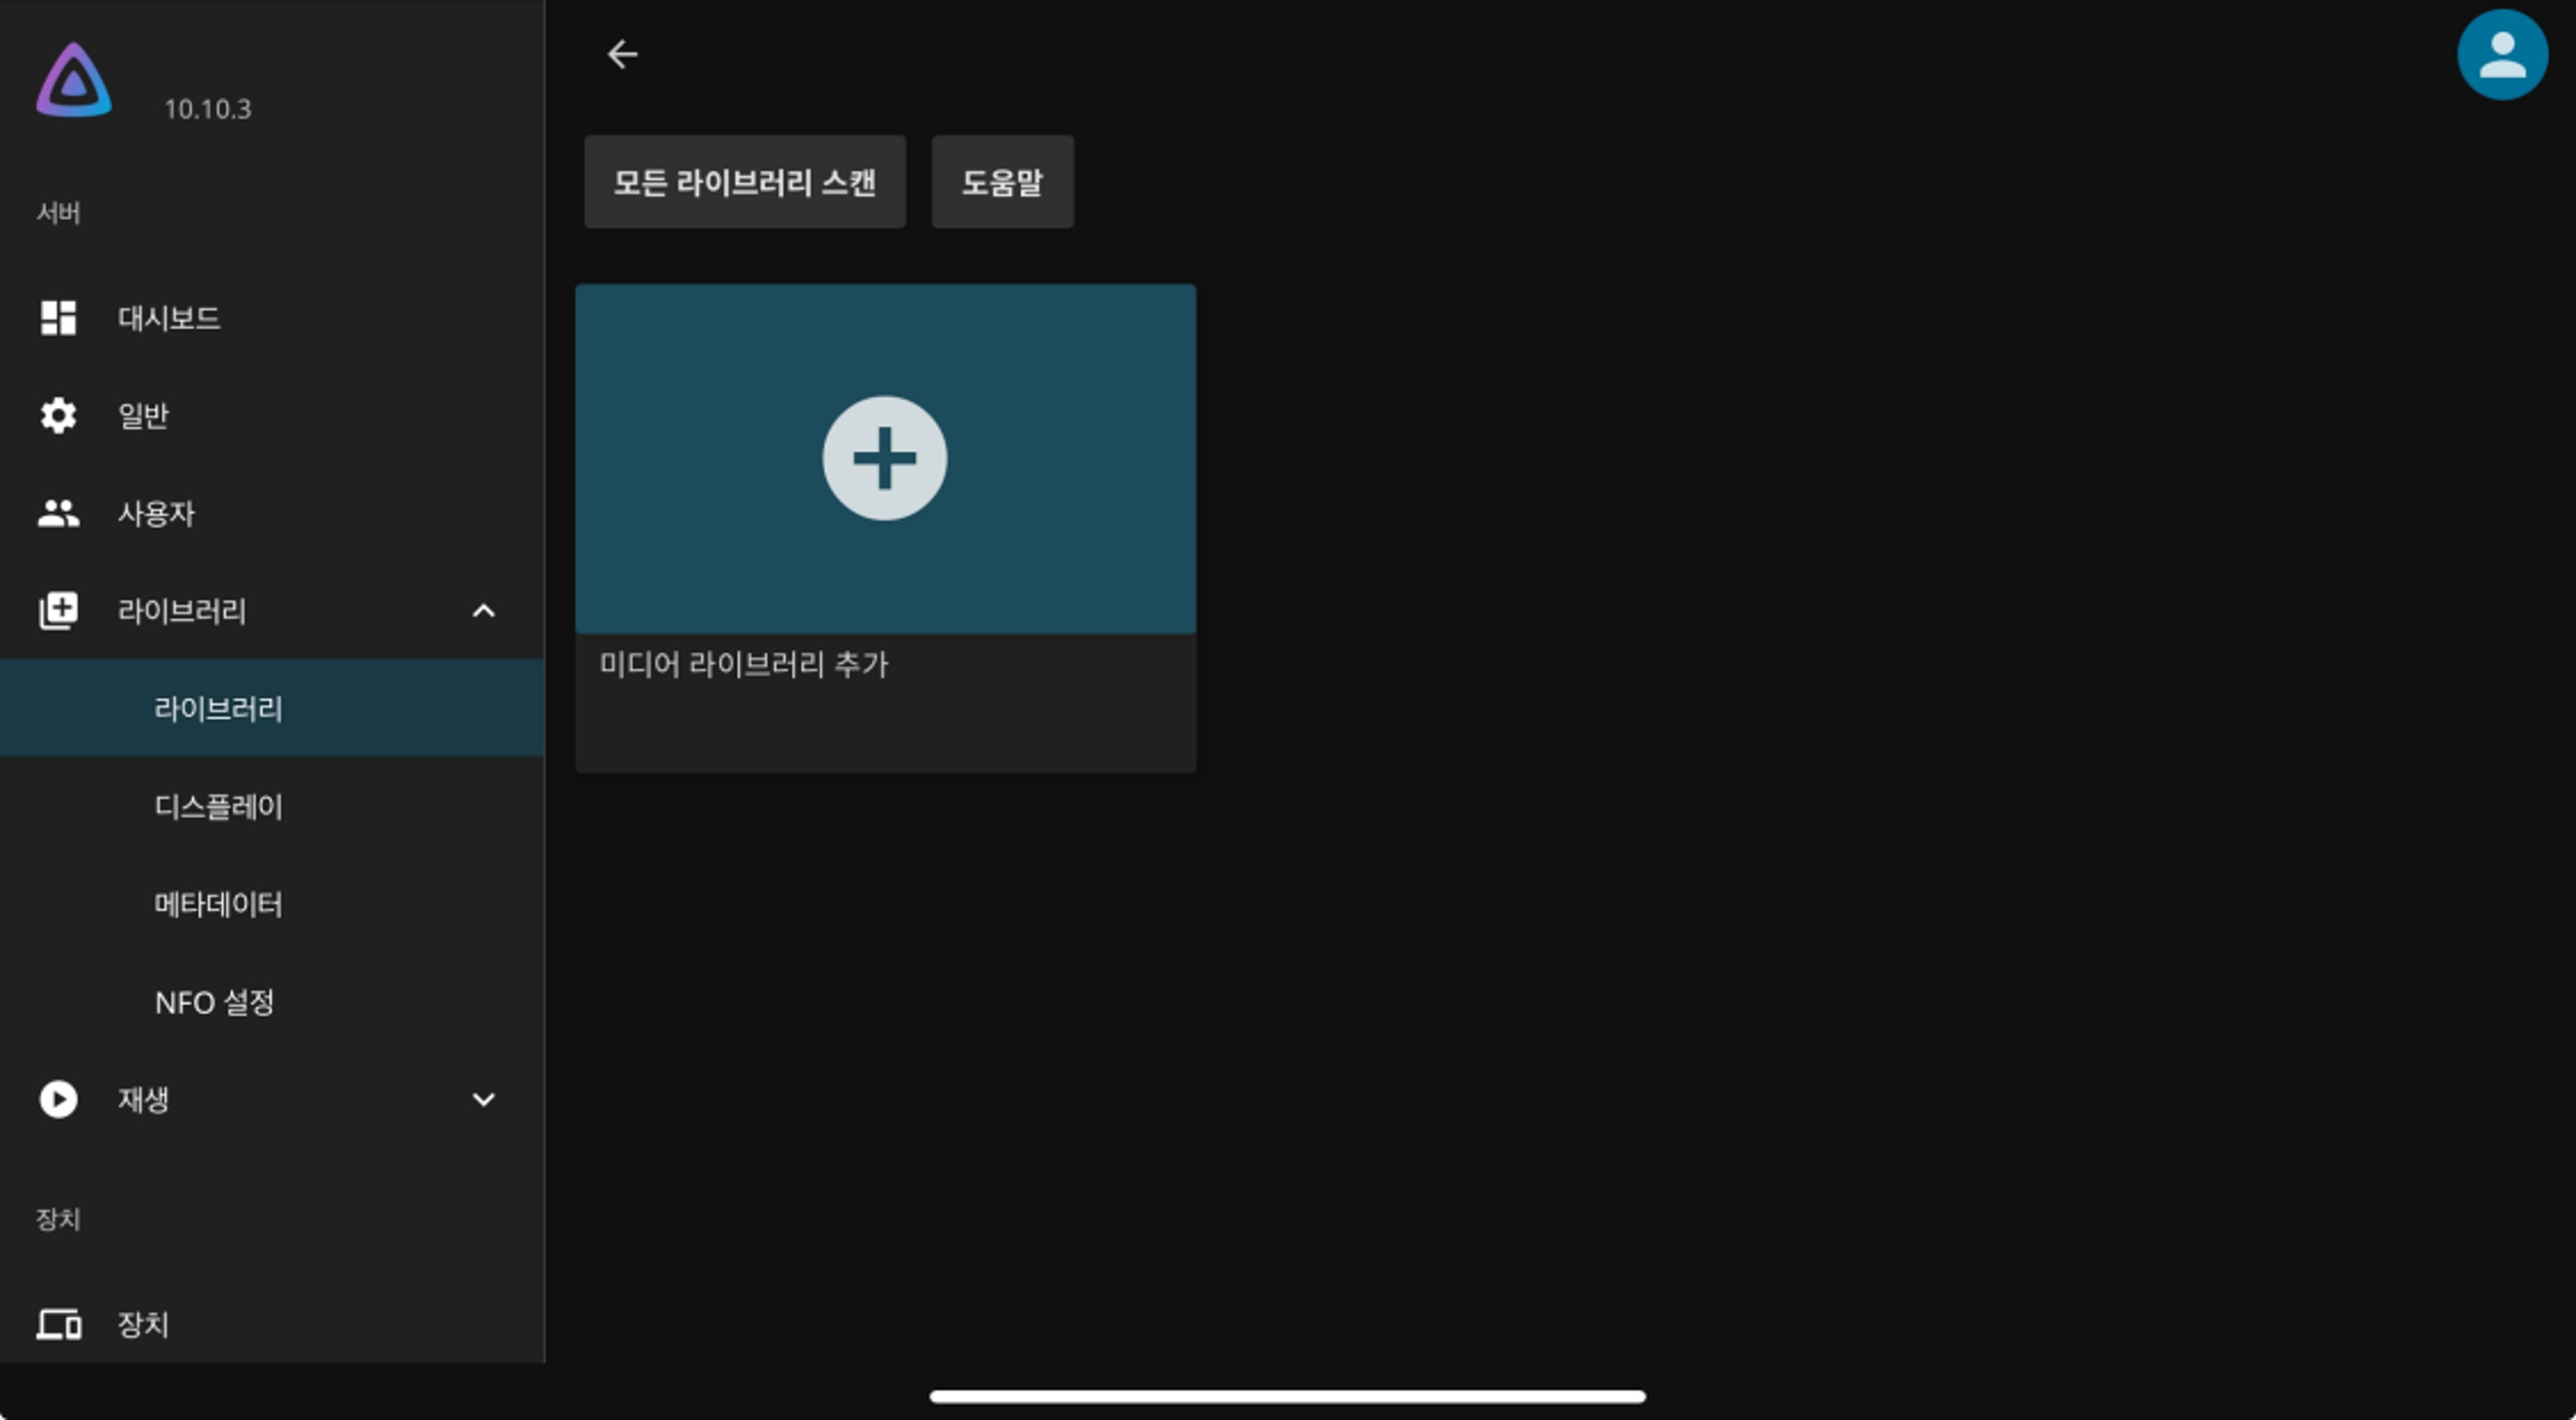 10.10.3
서버
대시보드
일반
사용자
라이브러리
라이브러리
디스플레이
메타데이터
NFO 설정
재생
장치
장치
모든 라이브러리 스캔
도움말
미디어 라이브러리 추가